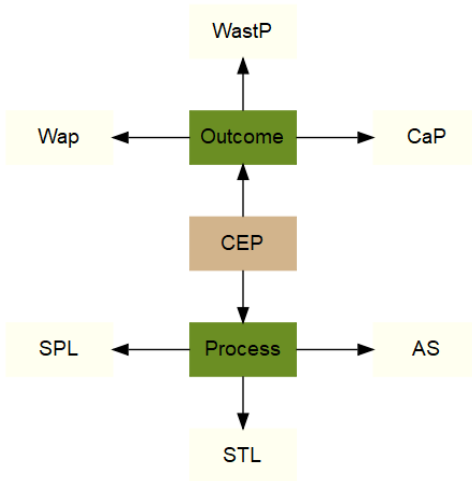 WastP
Wap
Outcome
CaP
CEP
SPL
Process
AS
STL